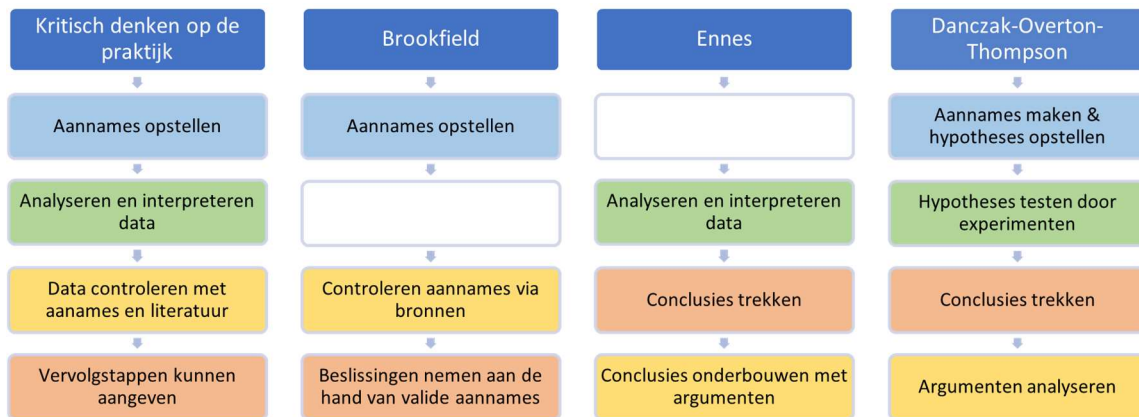 Kritisch denken op de
praktijk
Aannames opstellen
Analyseren en interpreteren
data
Data controleren met
aanames en literatuur
Vervolgstappen kunnen
aangeven
Brookfield
Aannames opstellen
Controleren aannames via
bronnen
Beslissingen nemen aan de
hand van valide aannames
Ennes
Analyseren en interpreteren
data
Conclusies trekken
Conclusies onderbouwen met
argumenten
Danczak-Overton-
Thompson
Aannames maken &
hypotheses opstellen
Hypotheses testen door
experimenten
Conclusies trekken
Argumenten analyseren